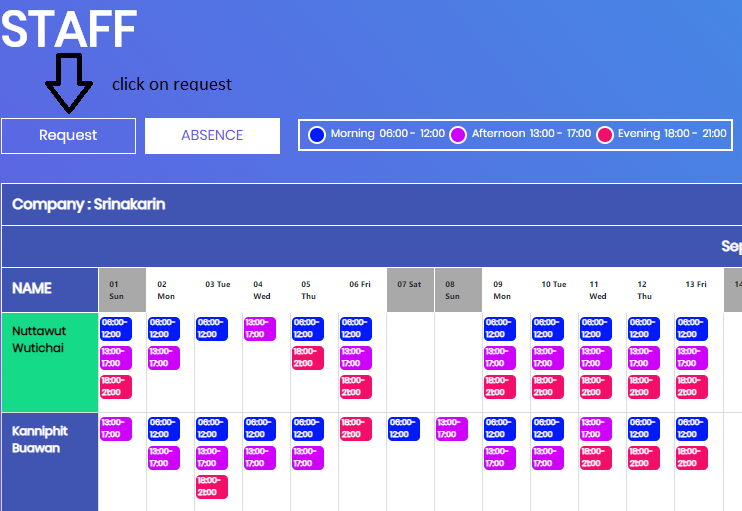 STAFF
click on request
Request
ABSENCE
Morning 06:00 - 12:00
Afternoon 13:00 - 17:00
Evening 18:00 - 21:00
Company : Srinakarin
Sep
NAME
01 Sun
02 Mon
03 Tue
04 Wed
05 Thu
06 Fri
07 Sat
08 Sun
09 Mon
10 Tue
11 Wed
12 Thu
13 Fri
14
Nuttawut Wutichai
06:00-12:00
13:00-17:00
18:00-21:00
06:00-12:00
13:00-17:00
06:00-12:00
13:00-17:00
06:00-12:00
18:00-21:00
06:00-12:00
13:00-17:00
18:00-21:00
06:00-12:00
13:00-17:00
18:00-21:00
06:00-12:00
13:00-17:00
18:00-21:00
06:00-12:00
13:00-17:00
18:00-21:00
06:00-12:00
13:00-17:00
18:00-21:00
06:00-12:00
13:00-17:00
18:00-21:00
Kanniphit Buawan
13:00-17:00
06:00-12:00
13:00-17:00
06:00-12:00
13:00-17:00
18:00-21:00
06:00-12:00
13:00-17:00
06:00-12:00
13:00-17:00
18:00-21:00
06:00-12:00
13:00-17:00
06:00-12:00
13:00-17:00
06:00-12:00
13:00-17:00
13:00-17:00
18:00-21:00
06:00-12:00
18:00-21:00
06:00-12:00
18:00-21:00